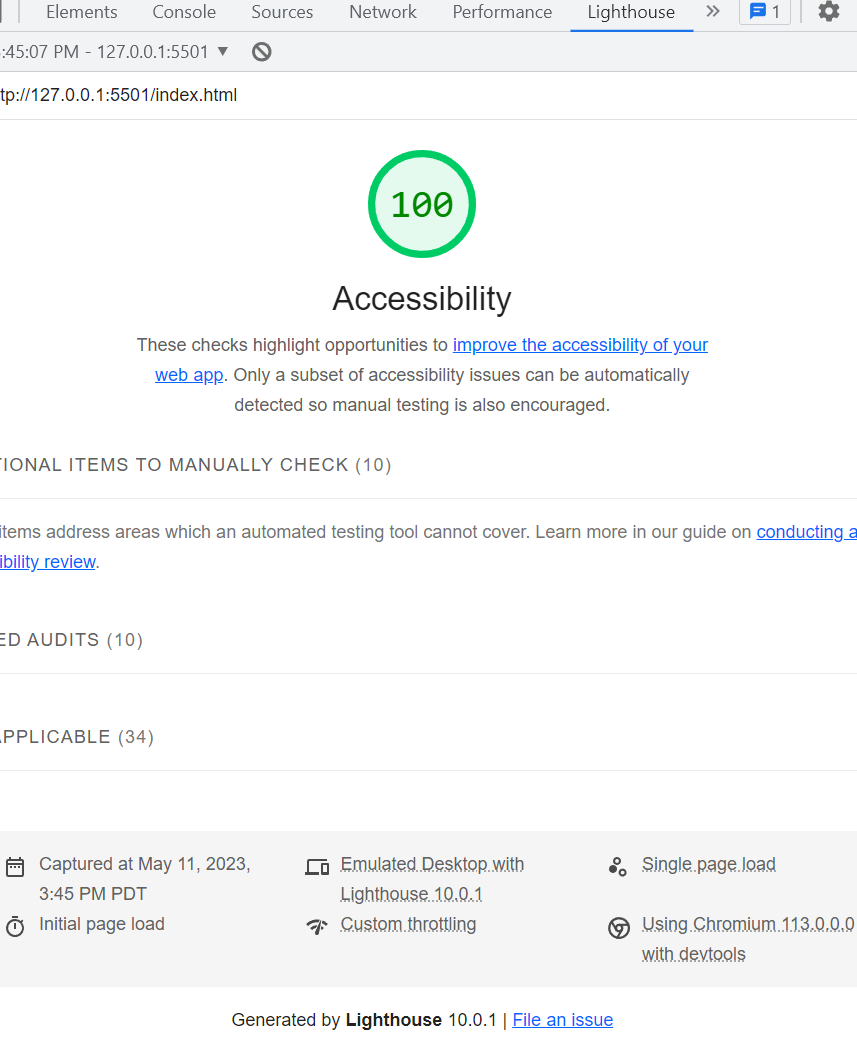 Elements Console Sources Network Performance Lighthouse 1
:45:07 PM - 127.0.0.1:5501
tp://127.0.0.1:5501/index.html
100
Accessibility
These checks highlight opportunities to improve the accessibility of your
web app. Only a subset of accessibility issues can be automatically
detected so manual testing is also encouraged.
TIONAL ITEMS TO MANUALLY CHECK (10)
items address areas which an automated testing tool cannot cover. Learn more in our guide on conducting a
ibility review.
ED AUDITS (10)
APPLICABLE (34)
Captured at May 11, 2023,
3:45 PM PDT
Initial page load
Emulated Desktop with
Lighthouse 10.0.1
Custom throttling
Single page load
Using Chromium 113.0.0.0
with devtools
Generated by Lighthouse 10.0.1 | File an issue